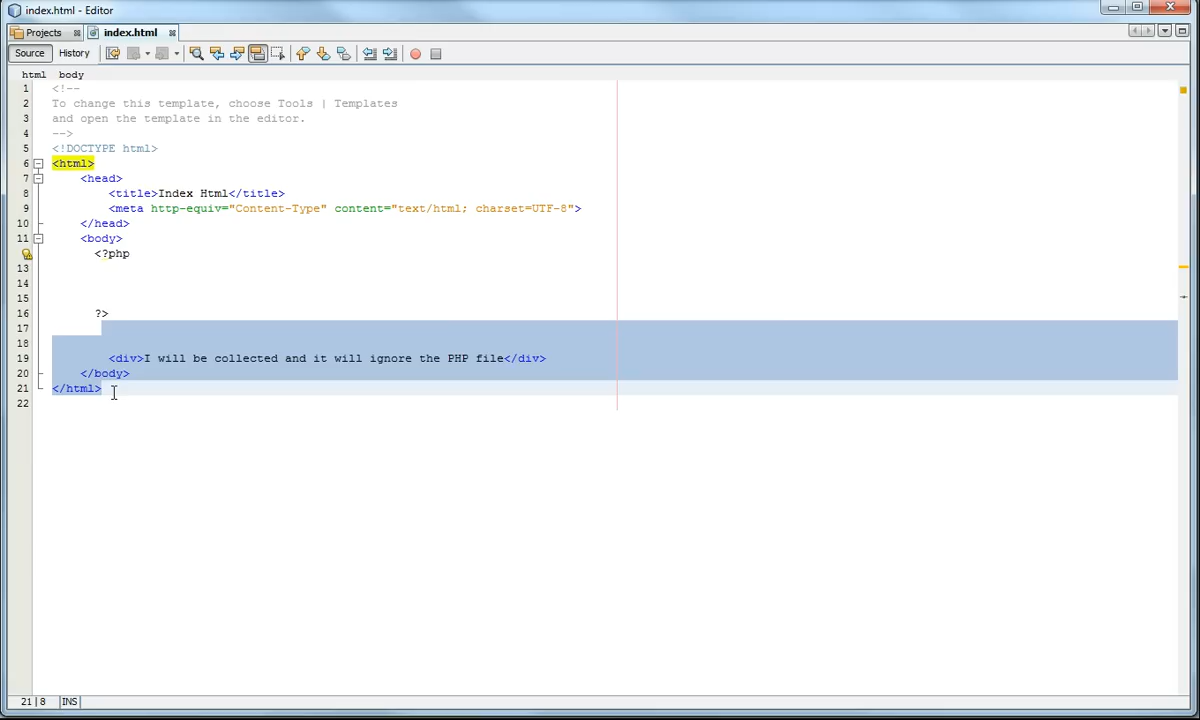 index.html - Editor
Projects index.html
Source History
html body
1 <!--
2 To change this template, choose Tools | Templates
3 and open the template in the editor.
4 -->
5 <!DOCTYPE html>
6 <html>
7 <head>
8 <title>Index Html</title>
9 <meta http-equiv="Content-Type" content="text/html; charset=UTF-8">
10 </head>
11 <body>
<?php
13
14
15
16 ?>
17
18
19 <div>I will be collected and it will ignore the PHP file</div>
20 </body>
21 </html>
22
21|8 INS